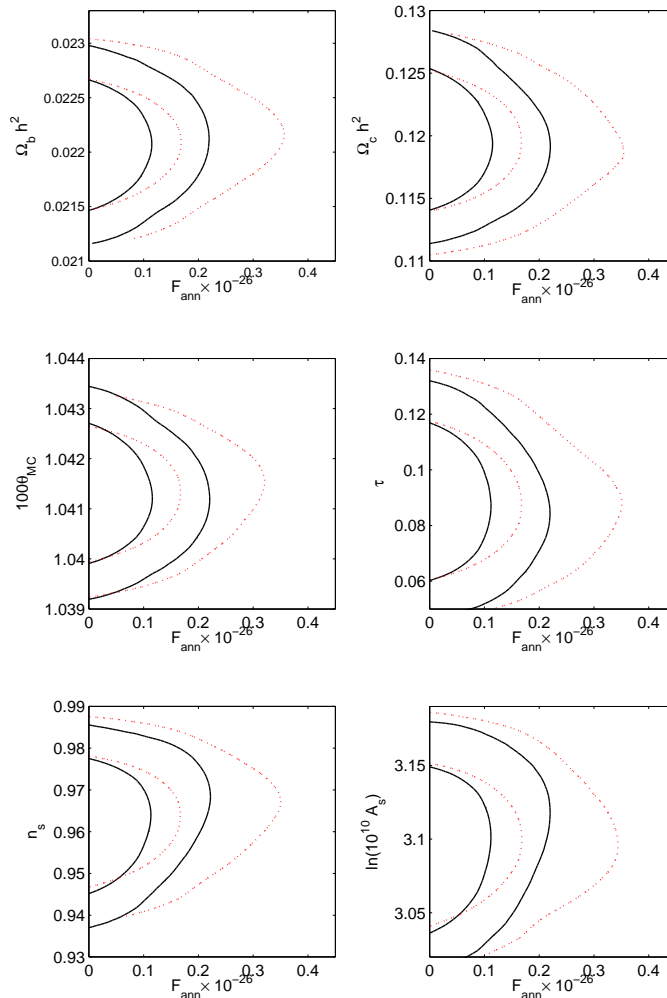 0.023
0.0225
0.022
0.0215
0.021
Ω_b h²
0 0.1 0.2 0.3 0.4
F_ann × 10⁻²⁶
0.13
0.125
0.12
0.115
0.11
Ω_c h²
0 0.1 0.2 0.3 0.4
F_ann × 10⁻²⁶
1.044
1.043
1.042
1.041
1.04
1.039
100θ_MC
0 0.1 0.2 0.3 0.4
F_ann × 10⁻²⁶
0.14
0.12
0.1
0.08
0.06
τ
0 0.1 0.2 0.3 0.4
F_ann × 10⁻²⁶
0.99
0.98
0.97
0.96
0.95
0.94
0.93
n_s
0 0.1 0.2 0.3 0.4
F_ann × 10⁻²⁶
3.15
3.1
3.05
ln(10¹⁰ A_s)
0 0.1 0.2 0.3 0.4
F_ann × 10⁻²⁶